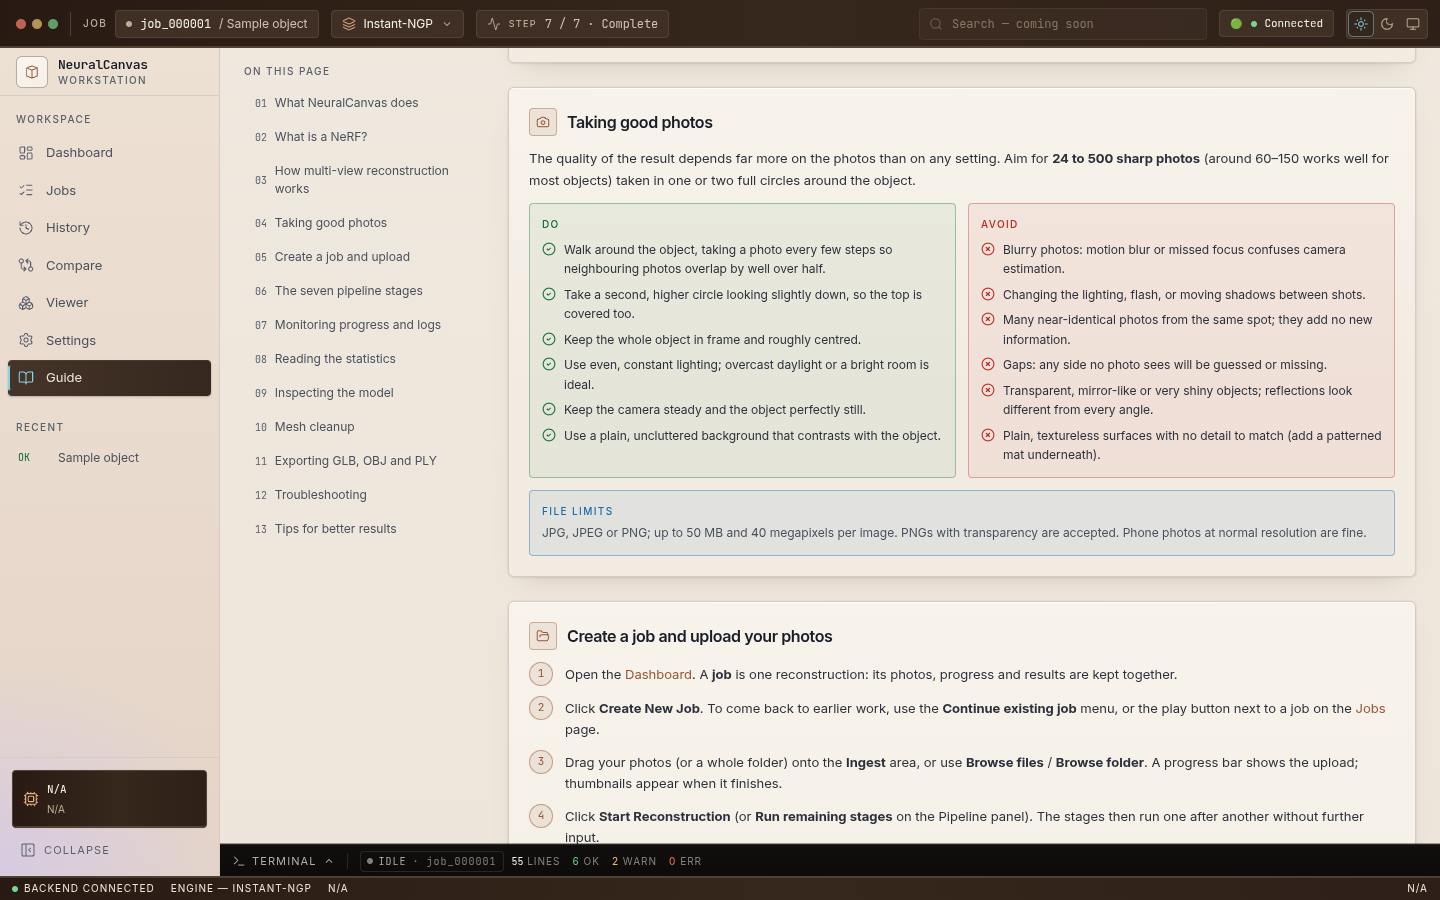 JOB
job_000001 / Sample object
Instant-NGP
STEP 7 / 7 · Complete
Search — coming soon
Connected
NeuralCanvas
WORKSTATION
WORKSPACE
Dashboard
Jobs
History
Compare
Viewer
Settings
Guide
RECENT
OK Sample object
N/A
N/A
COLLAPSE
ON THIS PAGE
01 What NeuralCanvas does
02 What is a NeRF?
03 How multi-view reconstruction
works
04 Taking good photos
05 Create a job and upload
06 The seven pipeline stages
07 Monitoring progress and logs
08 Reading the statistics
09 Inspecting the model
10 Mesh cleanup
11 Exporting GLB, OBJ and PLY
12 Troubleshooting
13 Tips for better results
Taking good photos
The quality of the result depends far more on the photos than on any setting. Aim for 24 to 500 sharp photos (around 60–150 works well for
most objects) taken in one or two full circles around the object.
DO
Walk around the object, taking a photo every few steps so
neighbouring photos overlap by well over half.
Take a second, higher circle looking slightly down, so the top is
covered too.
Keep the whole object in frame and roughly centred.
Use even, constant lighting; overcast daylight or a bright room is
ideal.
Keep the camera steady and the object perfectly still.
Use a plain, uncluttered background that contrasts with the object.
AVOID
Blurry photos: motion blur or missed focus confuses camera
estimation.
Changing the lighting, flash, or moving shadows between shots.
Many near-identical photos from the same spot; they add no new
information.
Gaps: any side no photo sees will be guessed or missing.
Transparent, mirror-like or very shiny objects; reflections look
different from every angle.
Plain, textureless surfaces with no detail to match (add a patterned
mat underneath).
FILE LIMITS
JPG, JPEG or PNG; up to 50 MB and 40 megapixels per image. PNGs with transparency are accepted. Phone photos at normal resolution are fine.
Create a job and upload your photos
1 Open the Dashboard. A job is one reconstruction: its photos, progress and results are kept together.
2 Click Create New Job. To come back to earlier work, use the Continue existing job menu, or the play button next to a job on the Jobs
page.
3 Drag your photos (or a whole folder) onto the Ingest area, or use Browse files / Browse folder. A progress bar shows the upload;
thumbnails appear when it finishes.
4 Click Start Reconstruction (or Run remaining stages on the Pipeline panel). The stages then run one after another without further
input.
TERMINAL
IDLE · job_000001 55 LINES 6 OK 2 WARN 0 ERR
BACKEND CONNECTED ENGINE — INSTANT-NGP N/A
N/A